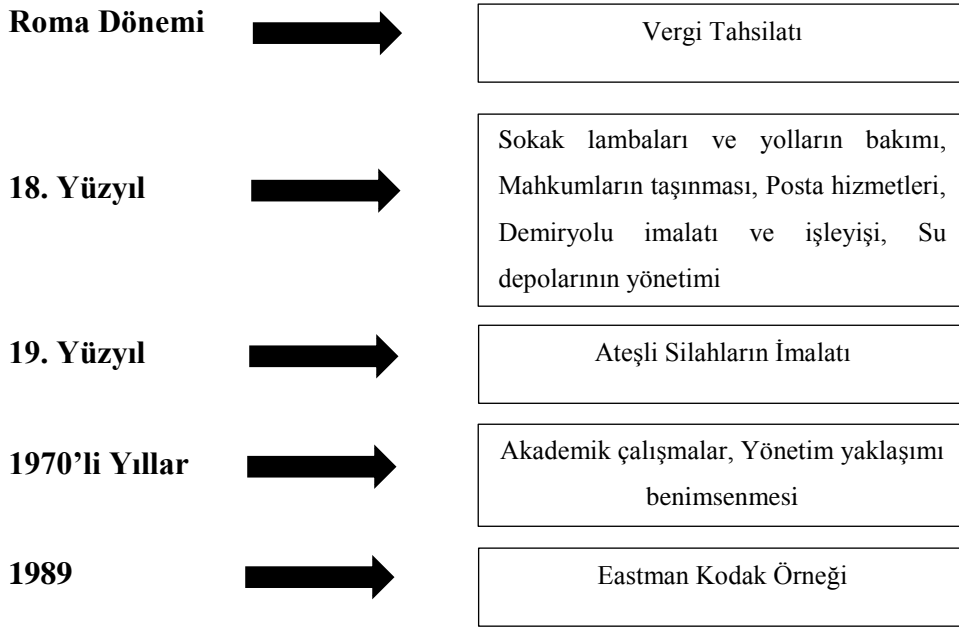 Roma Dönemi
Vergi Tahsilatı
18. Yüzyıl
Sokak lambaları ve yolların bakımı,
Mahkumların taşınması, Posta hizmetleri,
Demiryolu imalatı ve işleyişi, Su
depolarının yönetimi
19. Yüzyıl
Ateşli Silahların İmalatı
1970’li Yıllar
Akademik çalışmalar, Yönetim yaklaşımı
benimsenmesi
1989
Eastman Kodak Örneği